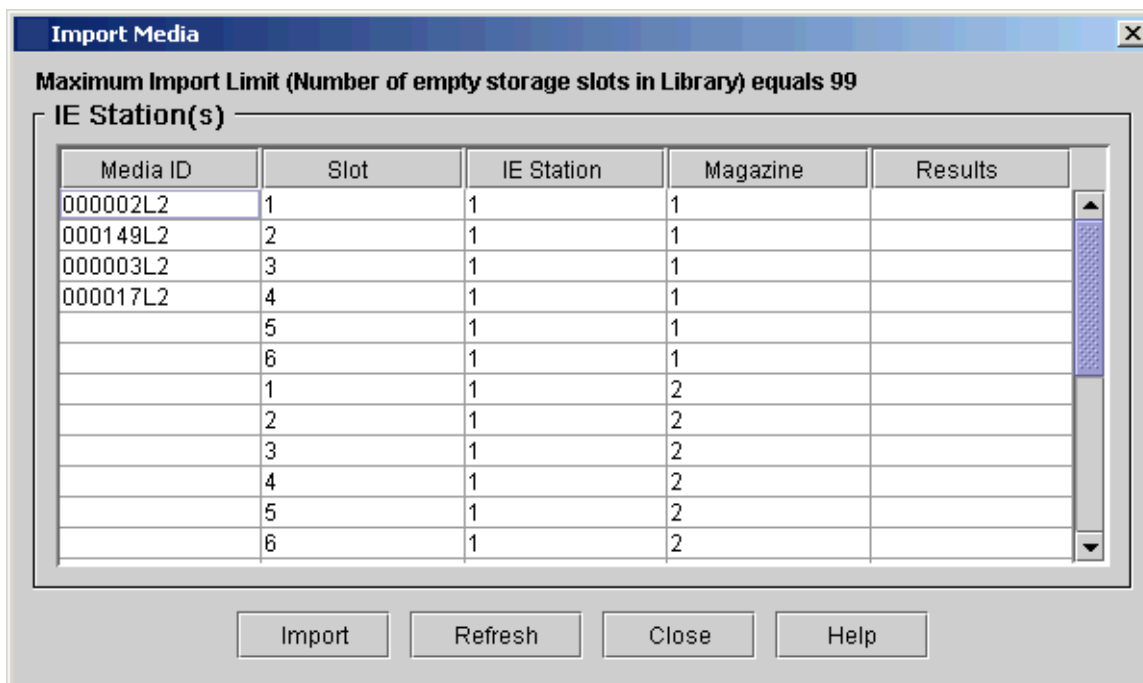 Import Media
Maximum Import Limit (Number of empty storage slots in Library) equals 99
IE Station(s)
Media ID Slot IE Station Magazine Results
000002L2 1 1 1
000149L2 2 1 1
000003L2 3 1 1
000017L2 4 1 1
5 1 1
6 1 1
1 1 2
2 1 2
3 1 2
4 1 2
5 1 2
6 1 2
Import Refresh Close Help